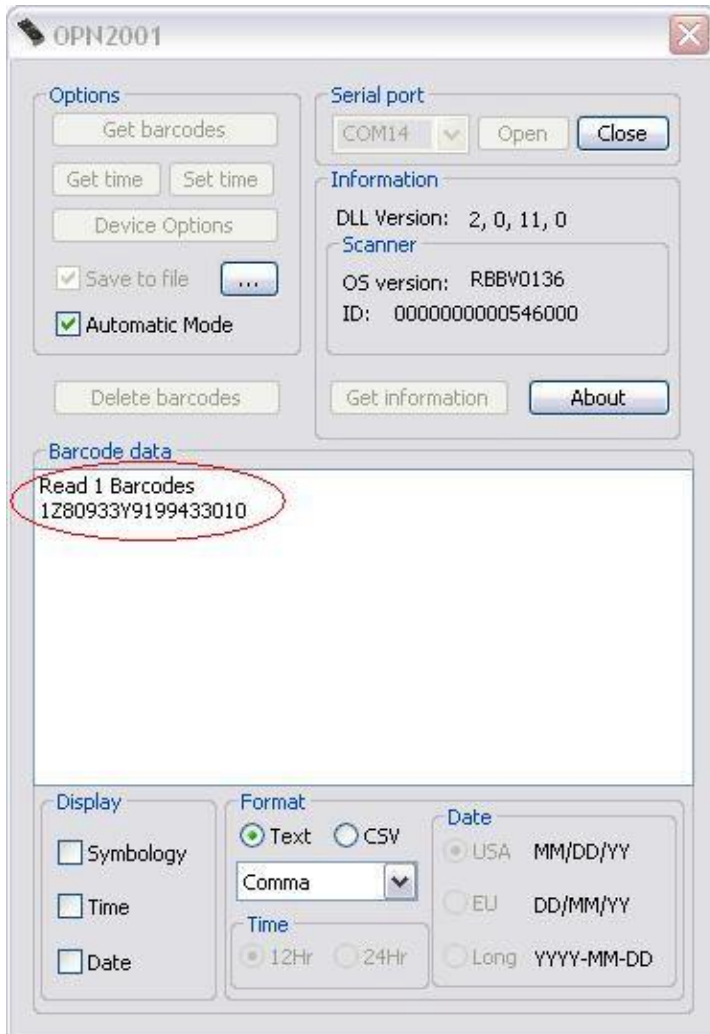 OPN2001
Options
Get barcodes
Get time Set time
Device Options
Save to file ...
Automatic Mode
Delete barcodes
Serial port
COM14 Open Close
Information
DLL Version: 2, 0, 11, 0
Scanner
OS version: RBBV0136
ID: 0000000000546000
Get information About
Barcode data
Read 1 Barcodes
1Z80933Y9199433010
Display
Symbology
Time
Date
Format
Text CSV
Comma
Time
12Hr 24Hr
Date
USA MM/DD/YY
EU DD/MM/YY
Long YYYY-MM-DD